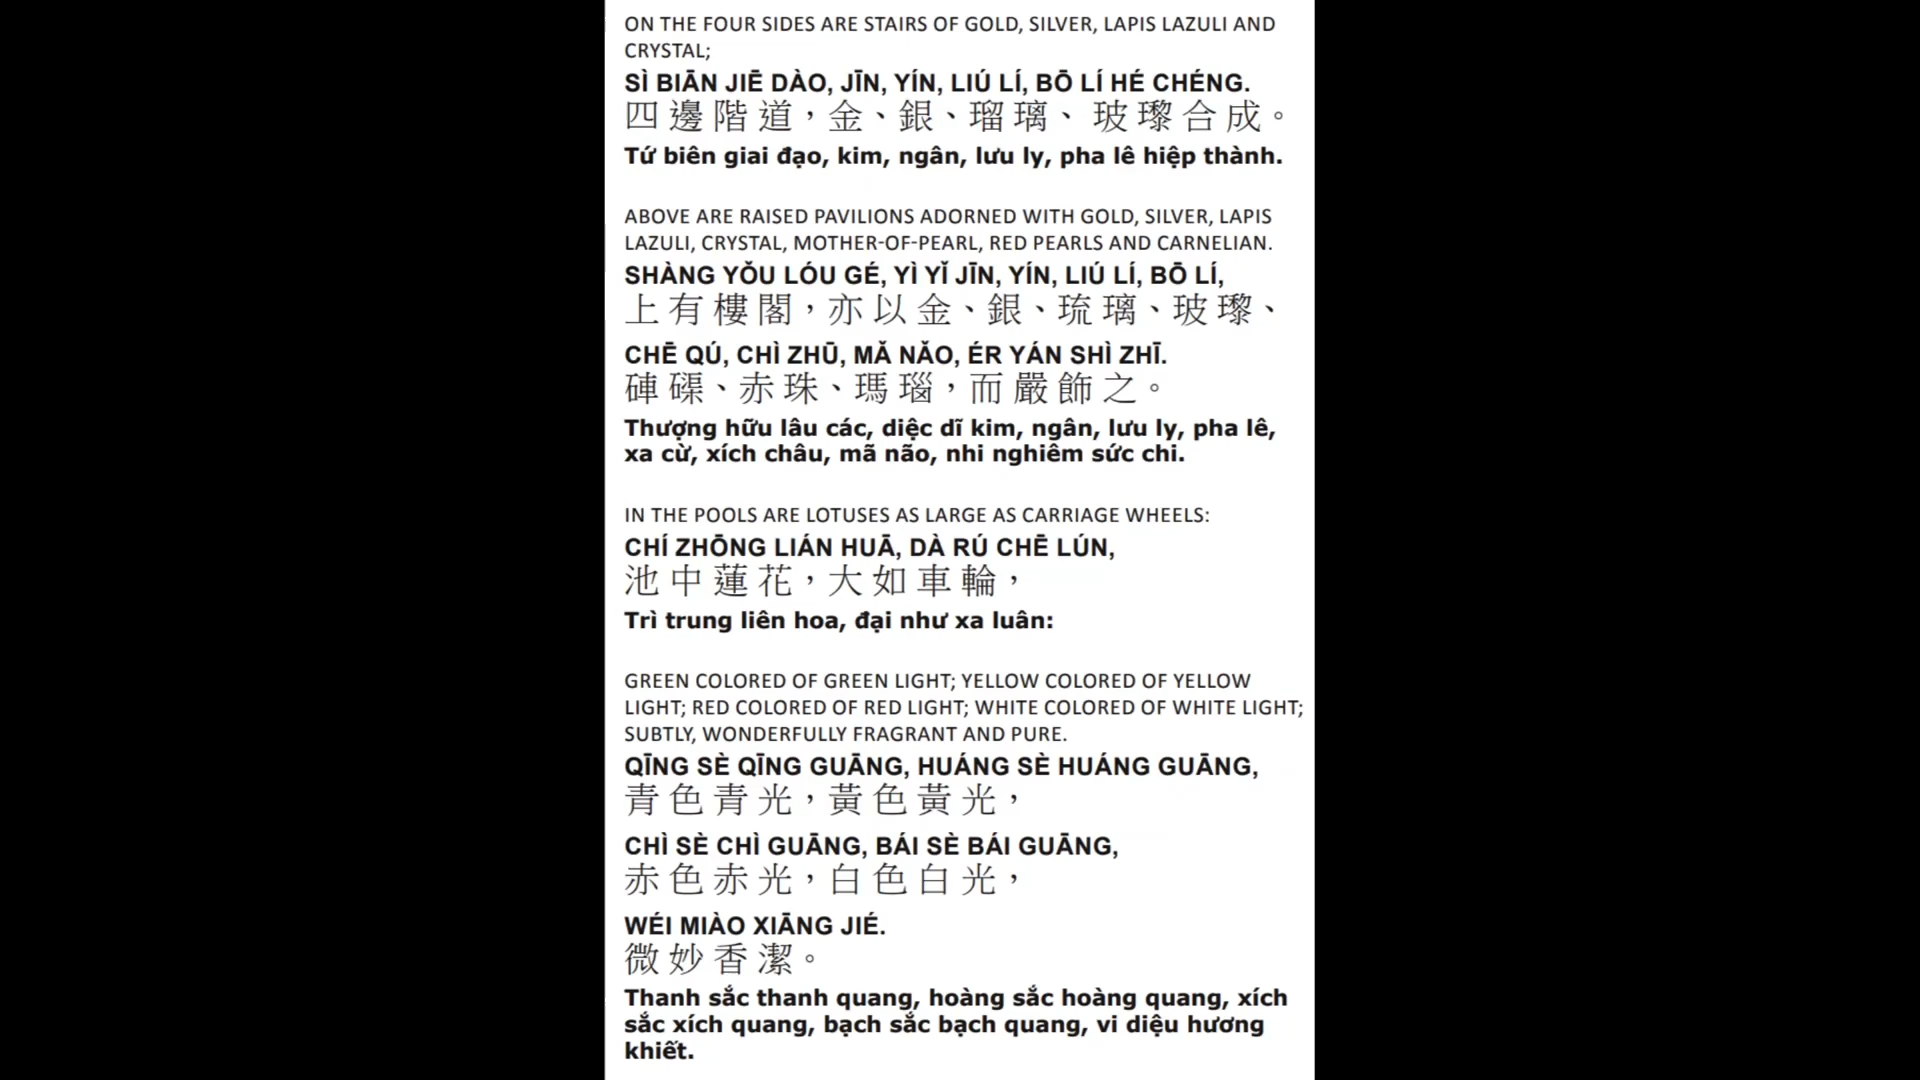 ON THE FOUR SIDES ARE STAIRS OF GOLD, SILVER, LAPIS LAZULI AND
CRYSTAL;
SÌ BIĀN JIĒ DÀO, JĪN, YÍN, LIÚ LÍ, BŌ LÍ HÉ CHÉNG.
四邊階道，金、銀、瑠璃、玻瓈合成。
Tứ biên giai đạo, kim, ngân, lưu ly, pha lê hiệp thành.
ABOVE ARE RAISED PAVILIONS ADORNED WITH GOLD, SILVER, LAPIS
LAZULI, CRYSTAL, MOTHER-OF-PEARL, RED PEARLS AND CARNELIAN.
SHÀNG YǑU LÓU GÉ, YÌ YǏ JĪN, YÍN, LIÚ LÍ, BŌ LÍ,
上有樓閣，亦以金、銀、琉璃、玻瓈、
CHĒ QÚ, CHÌ ZHŪ, MǍ NǍO, ÉR YÁN SHÌ ZHĪ.
硨磲、赤珠、瑪瑙，而嚴飾之。
Thượng hữu lâu các, diệc dĩ kim, ngân, lưu ly, pha lê,
xa cừ, xích châu, mã não, nhi nghiêm sức chi.
IN THE POOLS ARE LOTUSES AS LARGE AS CARRIAGE WHEELS:
CHÍ ZHŌNG LIÁN HUĀ, DÀ RÚ CHĒ LÚN,
池中蓮花，大如車輪，
Trì trung liên hoa, đại như xa luân:
GREEN COLORED OF GREEN LIGHT; YELLOW COLORED OF YELLOW
LIGHT; RED COLORED OF RED LIGHT; WHITE COLORED OF WHITE LIGHT;
SUBTLY, WONDERFULLY FRAGRANT AND PURE.
QĪNG SÈ QĪNG GUĀNG, HUÁNG SÈ HUÁNG GUĀNG,
青色青光，黃色黃光，
CHÌ SÈ CHÌ GUĀNG, BÁI SÈ BÁI GUĀNG,
赤色赤光，白色白光，
WÉI MIÀO XIĀNG JIÉ.
微妙香潔。
Thanh sắc thanh quang, hoàng sắc hoàng quang, xích
sắc xích quang, bạch sắc bạch quang, vi diệu hương
khiết.